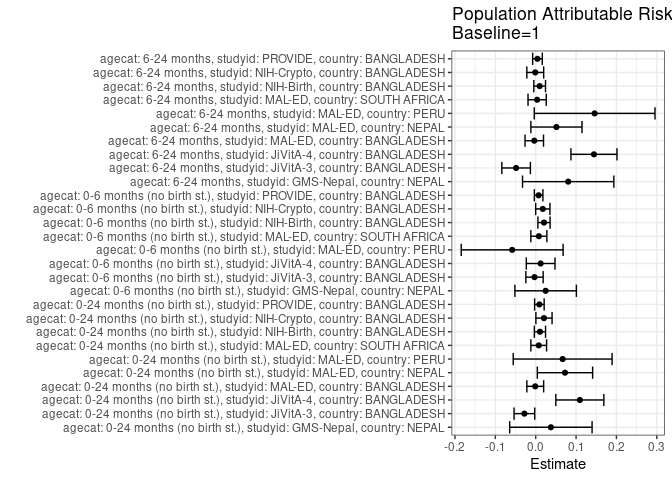 Population Attributable Risk
Baseline=1
agecat: 6-24 months, studyid: PROVIDE, country: BANGLADESH
agecat: 6-24 months, studyid: NIH-Crypto, country: BANGLADESH
agecat: 6-24 months, studyid: NIH-Birth, country: BANGLADESH
agecat: 6-24 months, studyid: MAL-ED, country: SOUTH AFRICA
agecat: 6-24 months, studyid: MAL-ED, country: PERU
agecat: 6-24 months, studyid: MAL-ED, country: NEPAL
agecat: 6-24 months, studyid: MAL-ED, country: BANGLADESH
agecat: 6-24 months, studyid: JiVitA-4, country: BANGLADESH
agecat: 6-24 months, studyid: JiVitA-3, country: BANGLADESH
agecat: 6-24 months, studyid: GMS-Nepal, country: NEPAL
agecat: 0-6 months (no birth st.), studyid: PROVIDE, country: BANGLADESH
agecat: 0-6 months (no birth st.), studyid: NIH-Crypto, country: BANGLADESH
agecat: 0-6 months (no birth st.), studyid: NIH-Birth, country: BANGLADESH
agecat: 0-6 months (no birth st.), studyid: MAL-ED, country: SOUTH AFRICA
agecat: 0-6 months (no birth st.), studyid: MAL-ED, country: PERU
agecat: 0-6 months (no birth st.), studyid: JiVitA-4, country: BANGLADESH
agecat: 0-6 months (no birth st.), studyid: JiVitA-3, country: BANGLADESH
agecat: 0-6 months (no birth st.), studyid: GMS-Nepal, country: NEPAL
agecat: 0-24 months (no birth st.), studyid: PROVIDE, country: BANGLADESH
agecat: 0-24 months (no birth st.), studyid: NIH-Crypto, country: BANGLADESH
agecat: 0-24 months (no birth st.), studyid: NIH-Birth, country: BANGLADESH
agecat: 0-24 months (no birth st.), studyid: MAL-ED, country: SOUTH AFRICA
agecat: 0-24 months (no birth st.), studyid: MAL-ED, country: PERU
agecat: 0-24 months (no birth st.), studyid: MAL-ED, country: NEPAL
agecat: 0-24 months (no birth st.), studyid: MAL-ED, country: BANGLADESH
agecat: 0-24 months (no birth st.), studyid: JiVitA-4, country: BANGLADESH
agecat: 0-24 months (no birth st.), studyid: JiVitA-3, country: BANGLADESH
agecat: 0-24 months (no birth st.), studyid: GMS-Nepal, country: NEPAL
-0.2 -0.1 0.0 0.1 0.2 0.3
Estimate